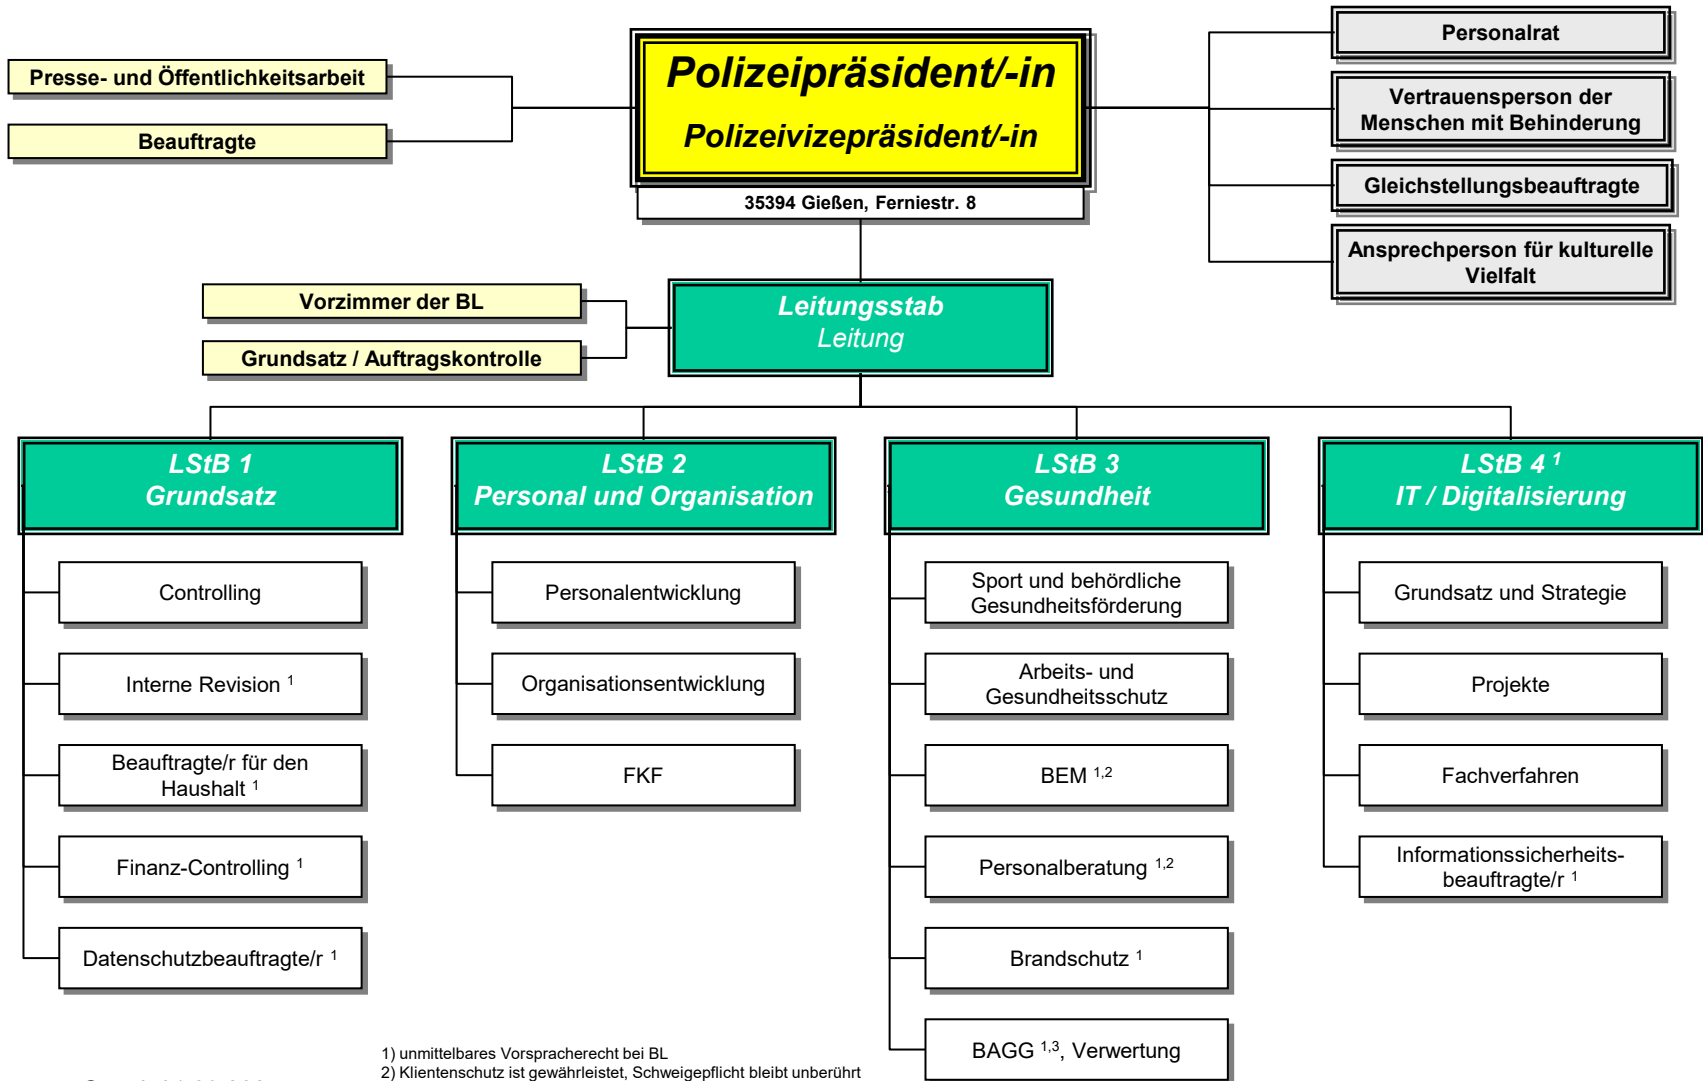 Presse- und Öffentlichkeitsarbeit
Beauftragte
Polizeipräsident/-in
Polizeivizepräsident/-in
35394 Gießen, Ferniestr. 8
Personalrat
Vertrauensperson der
Menschen mit Behinderung
Gleichstellungsbeauftragte
Ansprechperson für kulturelle
Vielfalt
Vorzimmer der BL
Grundsatz / Auftragskontrolle
Leitungsstab
Leitung
LStB 1
Grundsatz
Controlling
Interne Revision 1
Beauftragte/r für den
Haushalt 1
Finanz-Controlling 1
Datenschutzbeauftragte/r 1
LStB 2
Personal und Organisation
Personalentwicklung
Organisationsentwicklung
FKF
LStB 3
Gesundheit
Sport und behördliche
Gesundheitsförderung
Arbeits- und
Gesundheitsschutz
BEM 1,2
Personalberatung 1,2
Brandschutz 1
BAGG 1,3, Verwertung
LStB 4 1
IT / Digitalisierung
Grundsatz und Strategie
Projekte
Fachverfahren
Informationssicherheits-
beauftragte/r 1
1) unmittelbares Vorspracherecht bei BL
2) Klientenschutz ist gewährleistet, Schweigepflicht bleibt unberührt